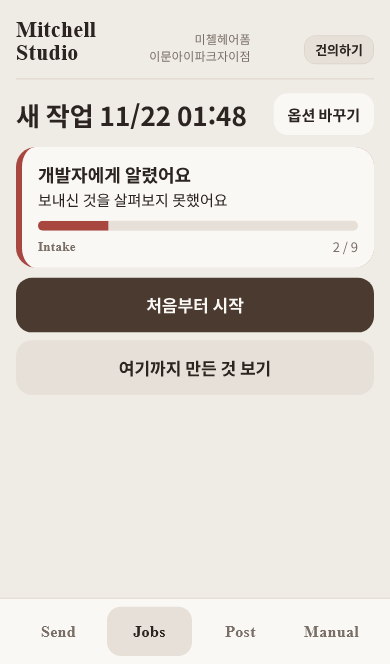 Mitchell
Studio
미젤헤어폼
이문아이파크자이점
건의하기
새 작업 11/22 01:48
옵션 바꾸기
개발자에게 알렸어요
보내신 것을 살펴보지 못했어요
Intake
2 / 9
처음부터 시작
여기까지 만든 것 보기
Send
Jobs
Post
Manual